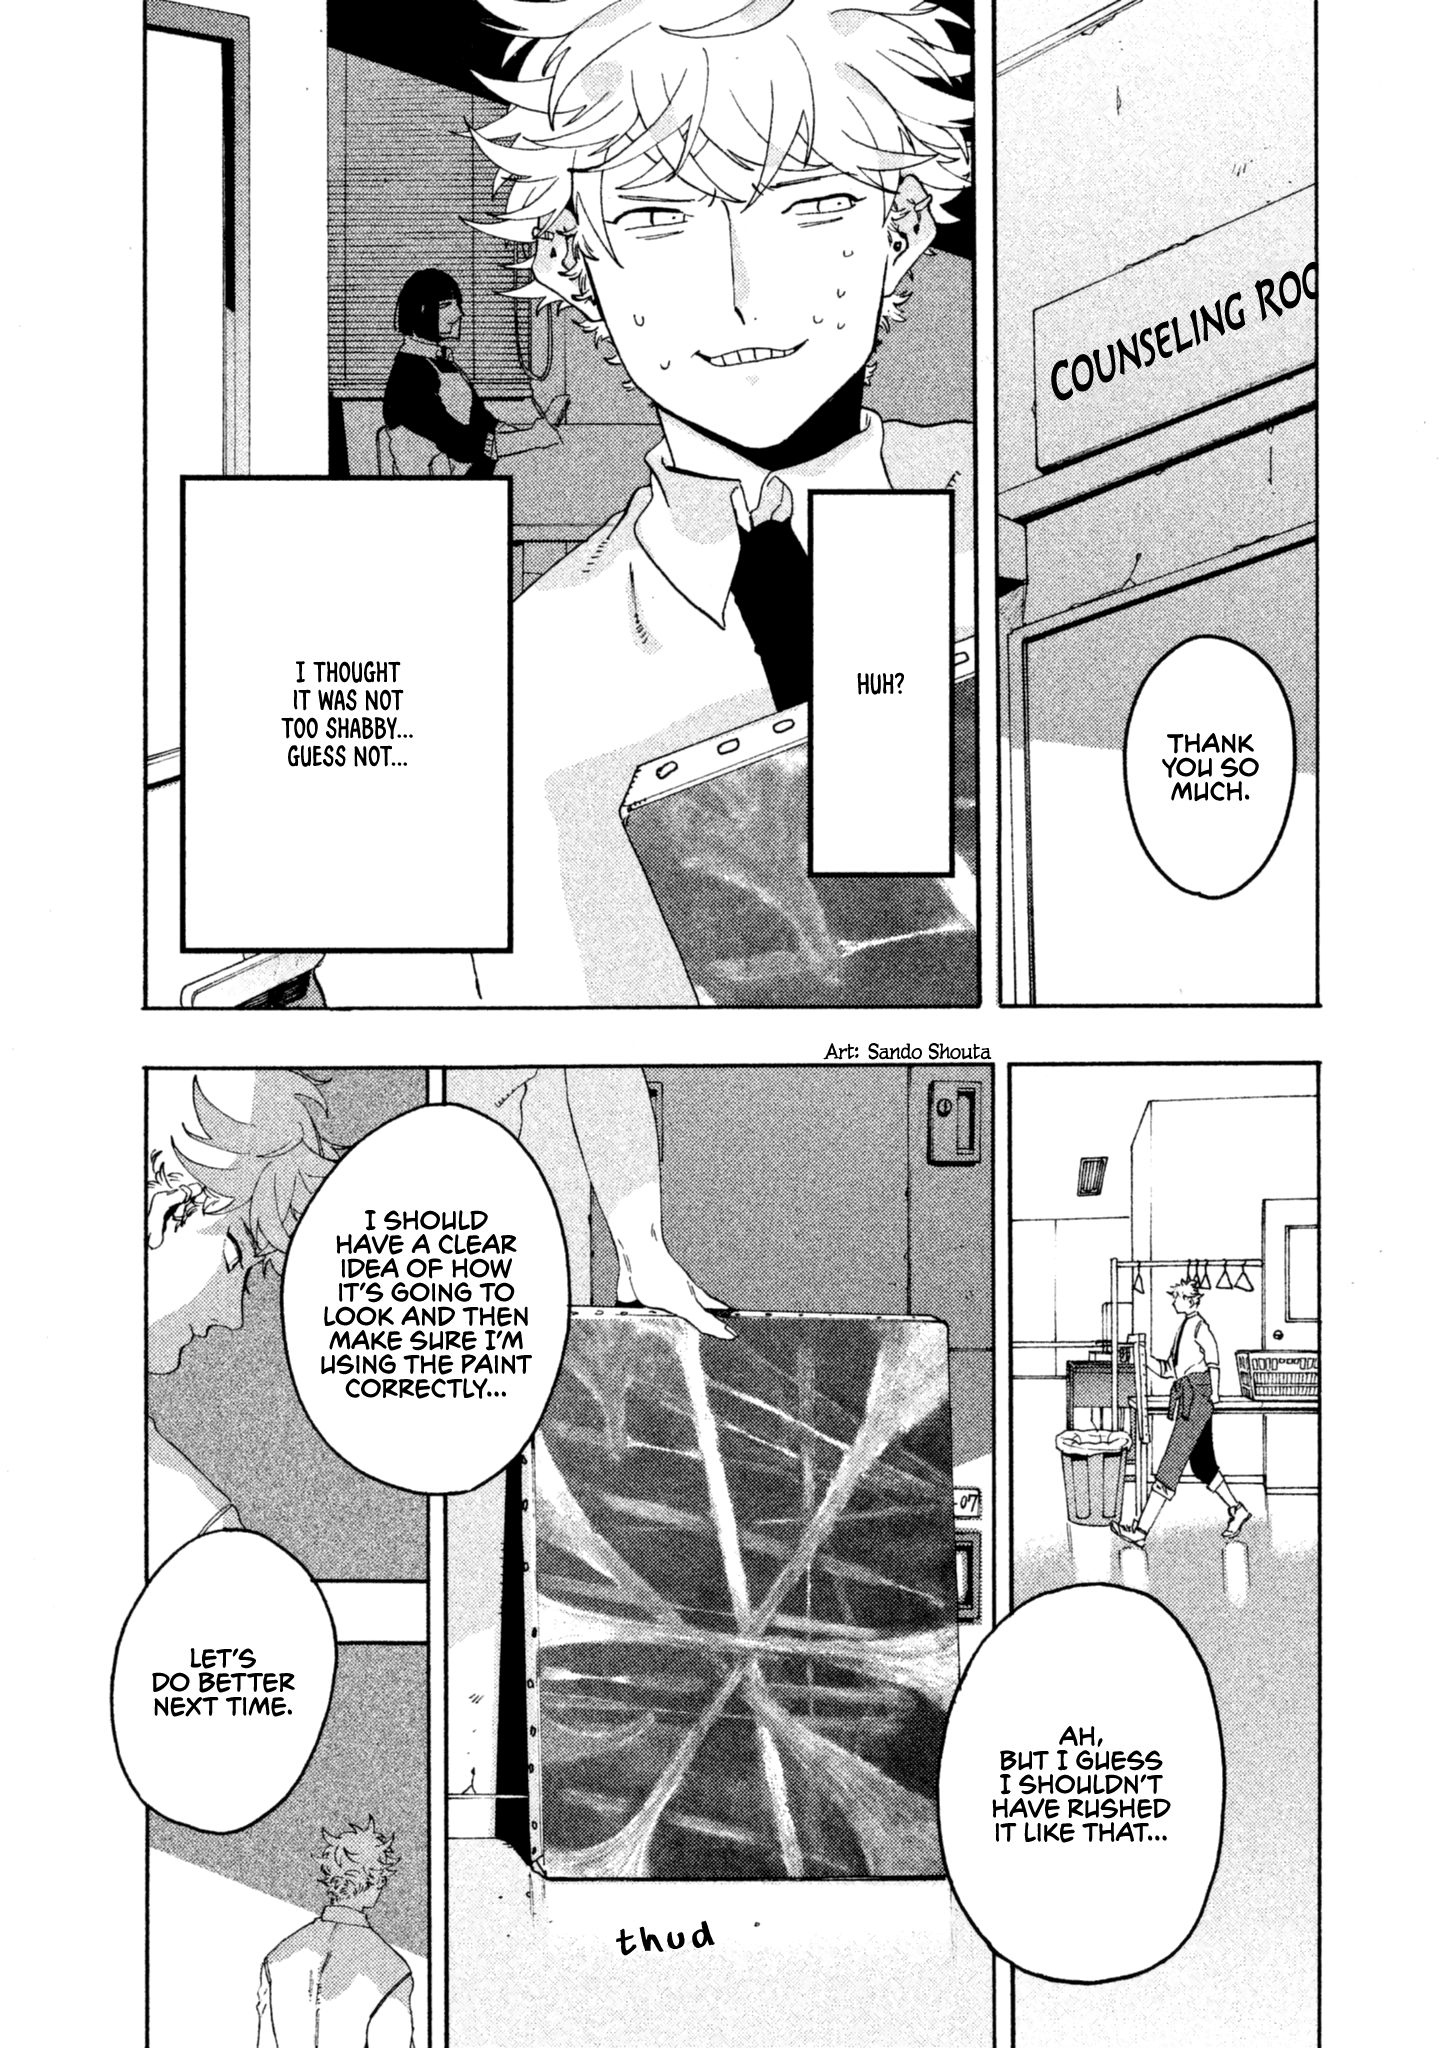 COUNSELING ROO
THANK
YOU SO
MUCH.
HUH?
I THOUGHT
IT WAS NOT
TOO SHABBY...
GUESS NOT...
Art: Sando Shouta
AH,
BUT I GUESS
I SHOULDN'T
HAVE RUSHED
IT LIKE THAT...
-07
thud
I SHOULD
HAVE A CLEAR
IDEA OF HOW
IT'S GOING TO
LOOK AND THEN
MAKE SURE I'M
USING THE PAINT
CORRECTLY...
LET'S
DO BETTER
NEXT TIME.